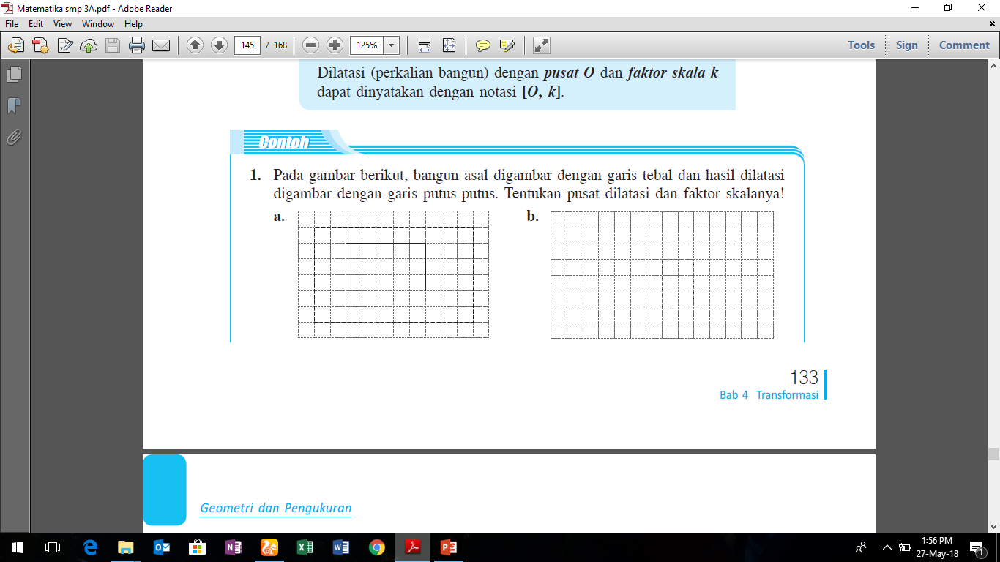 Matematika smp 3A.pdf - Adobe Reader
File Edit View Window Help
145 / 168 125% Tools Sign Comment
Dilatasi (perkalian bangun) dengan pusat O dan faktor skala k
dapat dinyatakan dengan notasi [O, k].
Contoh
1. Pada gambar berikut, bangun asal digambar dengan garis tebal dan hasil dilatasi
digambar dengan garis putus-putus. Tentukan pusat dilatasi dan faktor skalanya!
a. b.
133
Bab 4 Transformasi
Geometri dan Pengukuran
1:56 PM
27-May-18
1